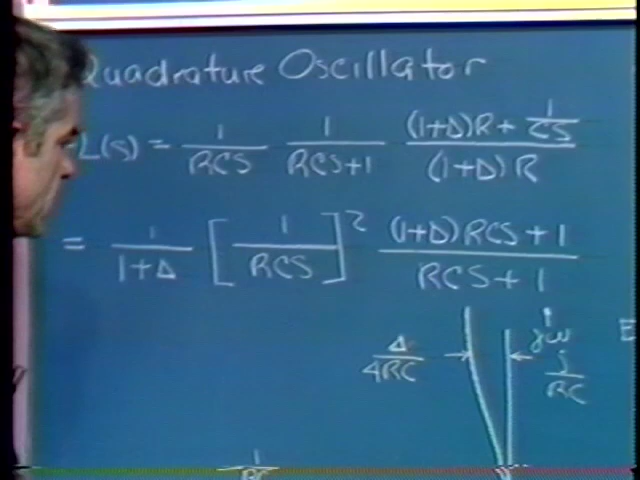 Quadrature Oscillator
L(s) = 1/RCS 1/RCS+1 (1+Δ)R + 1/CS / (1+Δ)R
= 1/1+Δ [1/RCS]² (1+Δ)RCS+1 / RCS+1
jω
Δ/4RC j/RC
E